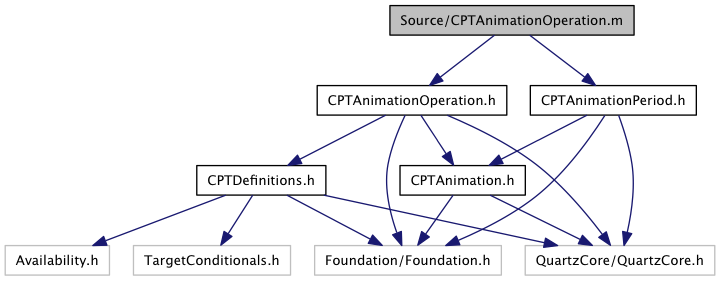 Source/CPTAnimationOperation.m
CPTAnimationOperation.h
CPTAnimationPeriod.h
CPTDefinitions.h
CPTAnimation.h
Availability.h
TargetConditionals.h
Foundation/Foundation.h
QuartzCore/QuartzCore.h